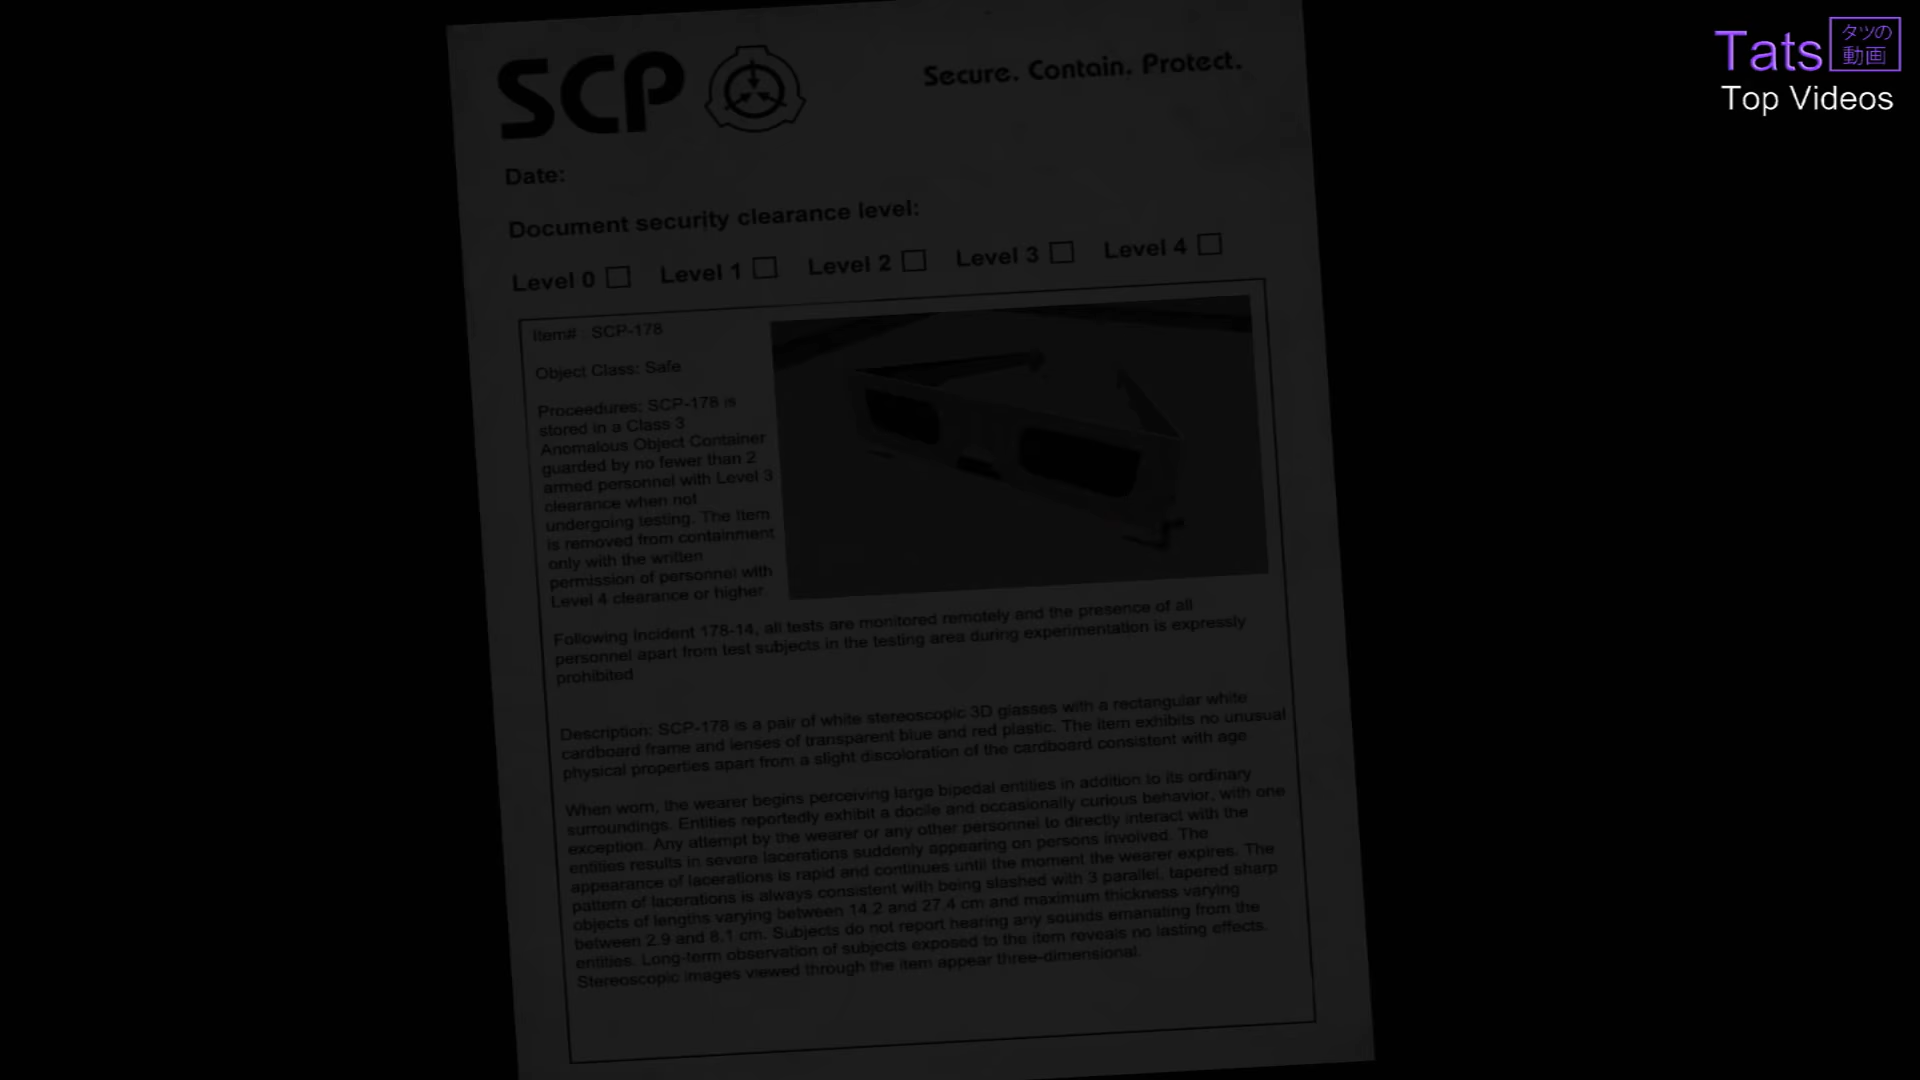 SCP
Secure. Contain. Protect.
Tats タツの
動画
Top Videos
Date:
Document security clearance level:
Level 0 Level 1 Level 2 Level 3 Level 4
Item# : SCP-178
Object Class: Safe
Proceedures: SCP-178 is
stored in a Class 3
Anomalous Object Container
guarded by no fewer than 2
armed personnel with Level 3
clearance when not
undergoing testing. The Item
is removed from containment
only with the written
permission of personnel with
Level 4 clearance or higher
Following Incident 178-14, all tests are monitored remotely and the presence of all
personnel apart from test subjects in the testing area during experimentation is expressly
prohibited
Description: SCP-178 is a pair of white stereoscopic 3D glasses with a rectangular white
cardboard frame and lenses of transparent blue and red plastic. The item exhibits no unusual
physical properties apart from a slight discoloration of the cardboard consistent with age
When worn, the wearer begins perceiving large bipedal entities in addition to its ordinary
surroundings. Entities reportedly exhibit a docile and occasionally curious behavior, with one
exception. Any attempt by the wearer or any other personnel to directly interact with the
entities results in severe lacerations suddenly appearing on persons involved. The
appearance of lacerations is rapid and continues until the moment the wearer expires. The
pattern of lacerations is always consistent with being slashed with 3 parallel, tapered sharp
objects of lengths varying between 14.2 and 27.4 cm and maximum thickness varying
between 2.9 and 8.1 cm. Subjects do not report hearing any sounds emanating from the
entities. Long-term observation of subjects exposed to the item reveals no lasting effects.
Stereoscopic images viewed through the item appear three-dimensional.